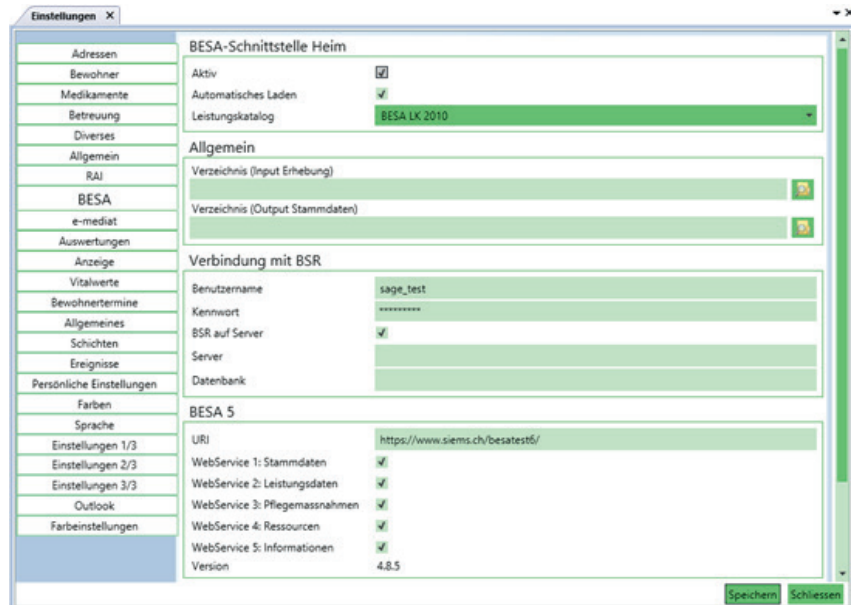 Einstellungen X
Adressen
Bewohner
Medikamente
Betreuung
Diverses
Allgemein
RAI
BESA
e-mediat
Auswertungen
Anzeige
Vitalwerte
Bewohnertermine
Allgemeines
Schichten
Ereignisse
Persönliche Einstellungen
Farben
Sprache
Einstellungen 1/3
Einstellungen 2/3
Einstellungen 3/3
Outlook
Farbeinstellungen
BESA-Schnittstelle Heim
Aktiv
Automatisches Laden
Leistungskatalog BESA LK 2010
Allgemein
Verzeichnis (Input Erhebung)
Verzeichnis (Output Stammdaten)
Verbindung mit BSR
Benutzername sage_test
Kennwort *********
BSR auf Server
Server
Datenbank
BESA 5
URI https://www.siems.ch/besatest6/
WebService 1: Stammdaten
WebService 2: Leistungsdaten
WebService 3: Pflegemassnahmen
WebService 4: Ressourcen
WebService 5: Informationen
Version 4.8.5
Speichern Schliessen